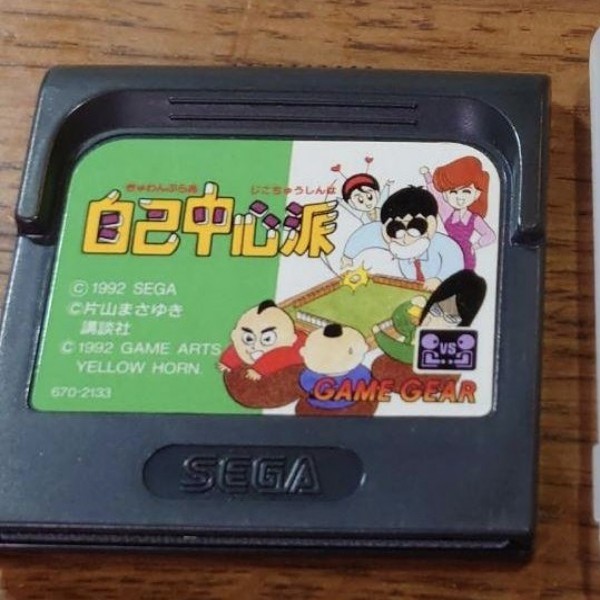 ぎゅわんぶらあ じこちゅうしんは
自己中心派
© 1992 SEGA
©片山まさゆき
講談社
© 1992 GAME ARTS
YELLOW HORN.
670-2133
VS
GAME GEAR
SEGA